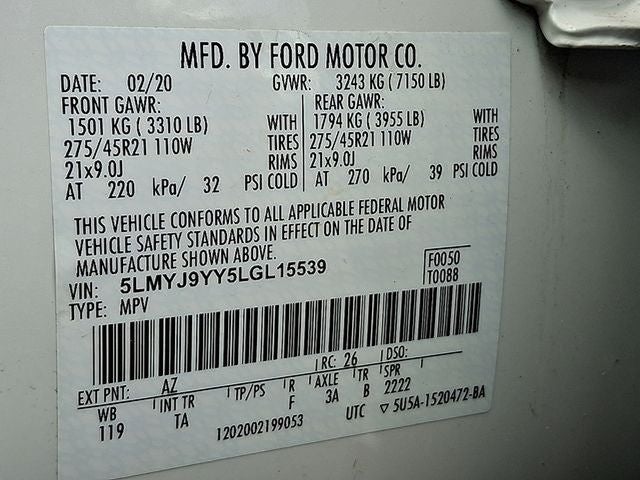 MFD. BY FORD MOTOR CO.
DATE: 02/20 GVWR: 3243 KG ( 7150 LB)
FRONT GAWR: REAR GAWR:
1501 KG ( 3310 LB) WITH 1794 KG ( 3955 LB) WITH
275/45R21 110W TIRES 275/45R21 110W TIRES
21x9.0J RIMS 21x9.0J RIMS
AT 220 kPa/ 32 PSI COLD AT 270 kPa/ 39 PSI COLD
THIS VEHICLE CONFORMS TO ALL APPLICABLE FEDERAL MOTOR
VEHICLE SAFETY STANDARDS IN EFFECT ON THE DATE OF
MANUFACTURE SHOWN ABOVE.
VIN: 5LMYJ9YY5LGL15539 F0050
TYPE: MPV T0088
EXT PNT: AZ RC: 26 DSO:
WB INT TR TP/PS R AXLE TR SPR
119 TA F 3A B 2222
1202002199053 UTC ▽ 5U5A-1520472-BA